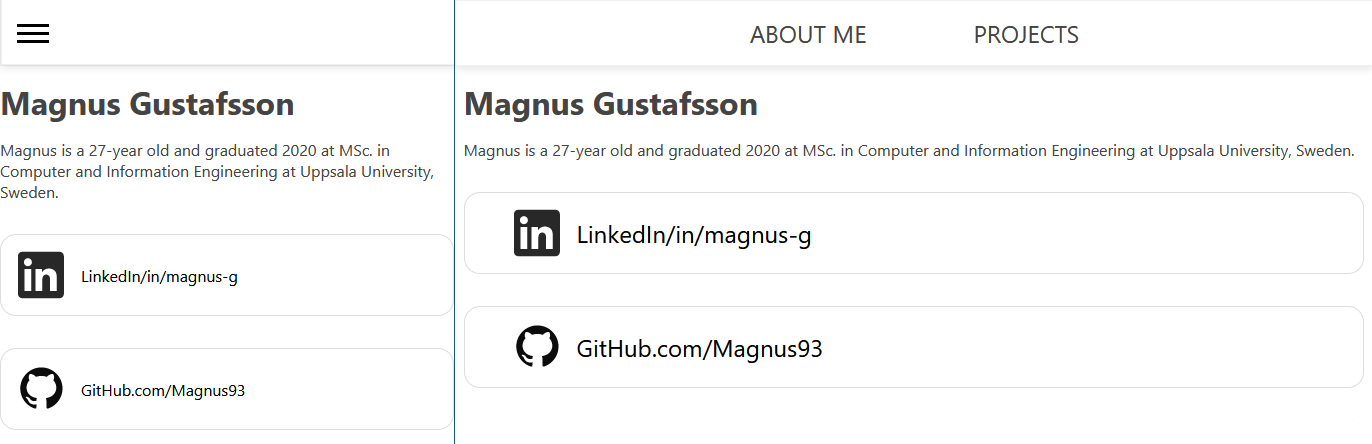 Magnus Gustafsson
Magnus is a 27-year old and graduated 2020 at MSc. in
Computer and Information Engineering at Uppsala University,
Sweden.
in LinkedIn/in/magnus-g
GitHub.com/Magnus93
ABOUT ME PROJECTS
Magnus Gustafsson
Magnus is a 27-year old and graduated 2020 at MSc. in Computer and Information Engineering at Uppsala University, Sweden.
in LinkedIn/in/magnus-g
GitHub.com/Magnus93